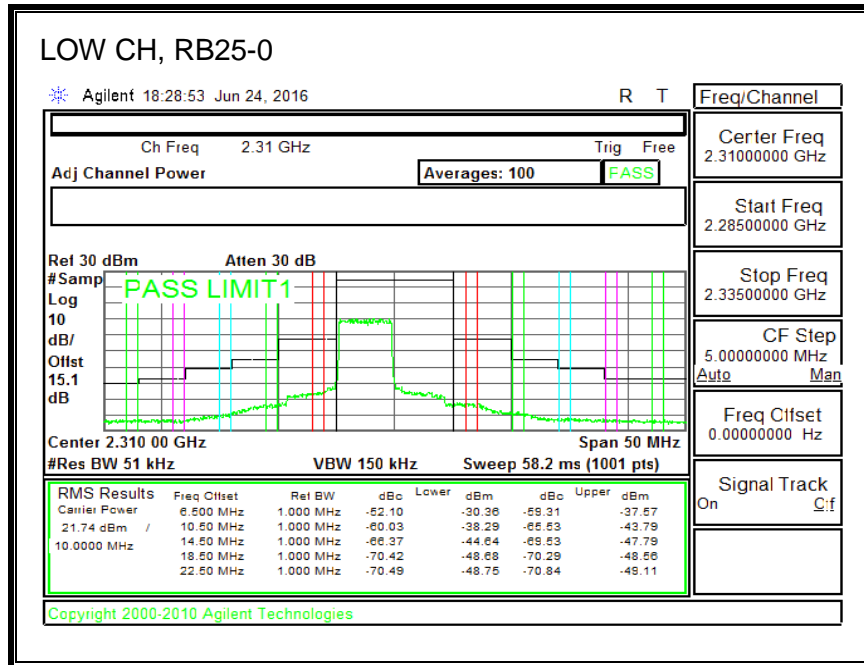 LOW CH, RB25-0
Agilent 18:28:53 Jun 24, 2016 R T
Freq/Channel
Ch Freq 2.31 GHz Trig Free
Adj Channel Power Averages: 100 PASS
Center Freq
2.31000000 GHz
Start Freq
2.28500000 GHz
Stop Freq
2.33500000 GHz
CF Step
5.00000000 MHz
Auto Man
Freq Offset
0.00000000 Hz
Signal Track
On Off
Ref 30 dBm Atten 30 dB
#Samp
Log
10
dB/
Offst
15.1
dB
PASS LIMIT1
Center 2.310 00 GHz Span 50 MHz
#Res BW 51 kHz VBW 150 kHz Sweep 58.2 ms (1001 pts)
RMS Results Freq Offset Ref BW dBc Lower dBm dBc Upper dBm
Carrier Power 6.500 MHz 1.000 MHz -52.10 -30.36 -59.31 -37.57
21.74 dBm / 10.50 MHz 1.000 MHz -60.03 -38.29 -65.53 -43.79
10.0000 MHz 14.50 MHz 1.000 MHz -66.37 -44.64 -69.53 -47.79
18.50 MHz 1.000 MHz -70.42 -48.68 -70.29 -48.56
22.50 MHz 1.000 MHz -70.49 -48.75 -70.84 -49.11
Copyright 2000-2010 Agilent Technologies